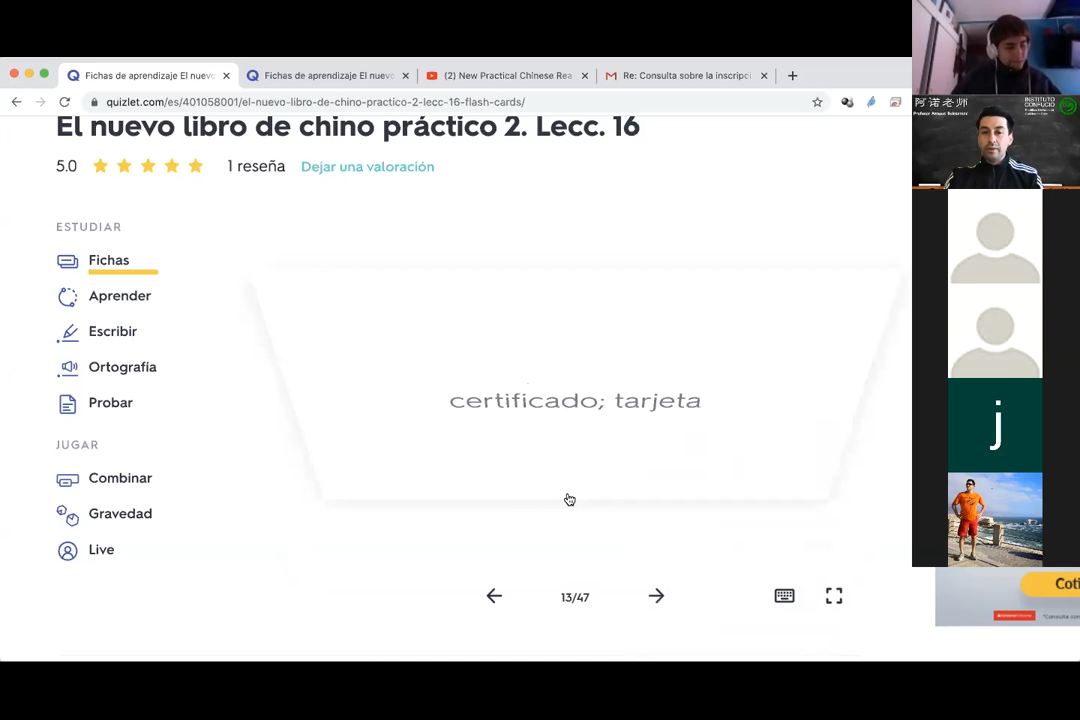 Fichas de aprendizaje El nuevo
Fichas de aprendizaje El nuevo
(2) New Practical Chinese Rea
Re: Consulta sobre la inscripci
quizlet.com/es/401058001/el-nuevo-libro-de-chino-practico-2-lecc-16-flash-cards/
El nuevo libro de chino práctico 2. Lecc. 16
5.0
1 reseña
Dejar una valoración
ESTUDIAR
Fichas
Aprender
Escribir
Ortografía
Probar
JUGAR
Combinar
Gravedad
Live
certificado; tarjeta
13/47
阿诺老师
INSTITUTO
CONFUCIO
j
Coti